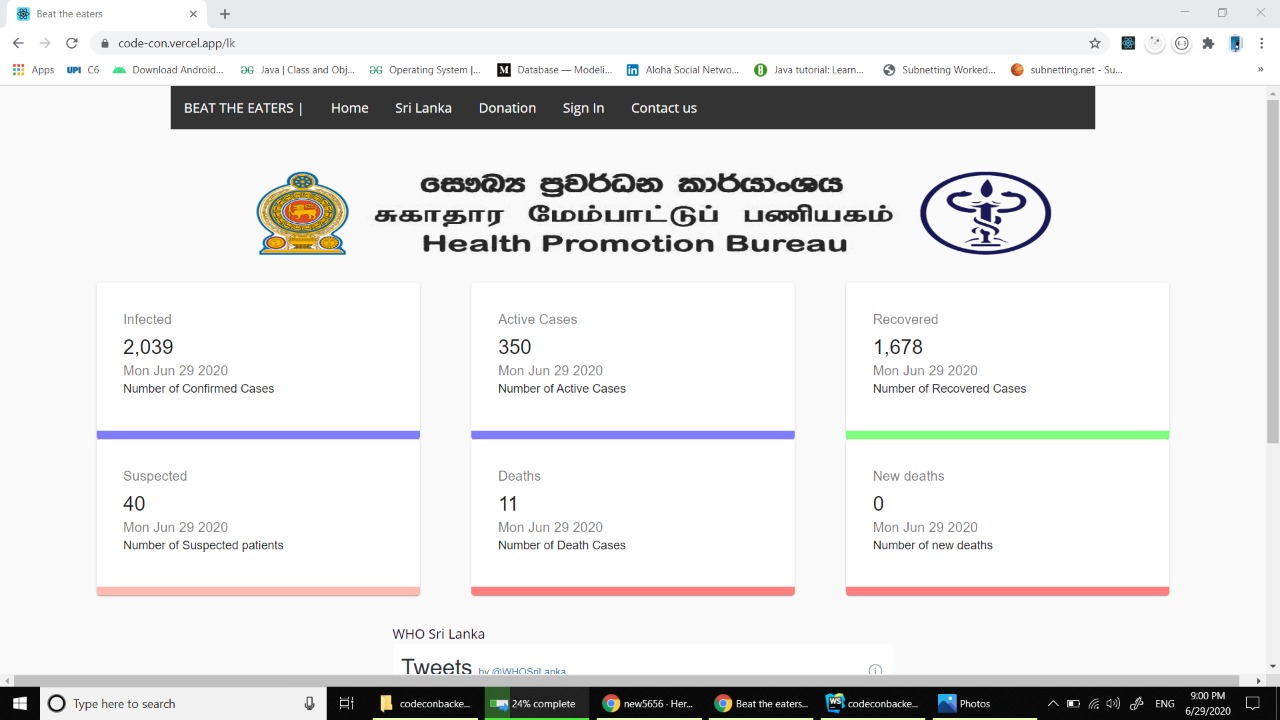 Beat the eaters
code-con.vercel.app/lk
Apps UPI C6 Download Android... Java | Class and Obj... Operating System |... Database — Modeli... Aloha Social Netwo... Java tutorial: Learn... Subnetting Worked... subnetting.net - Su... »
BEAT THE EATERS | Home Sri Lanka Donation Sign In Contact us
සෞඛ්‍ය ප්‍රවර්ධන කාර්යාංශය
சுகாதார மேம்பாட்டுப் பணியகம்
Health Promotion Bureau
Infected
2,039
Mon Jun 29 2020
Number of Confirmed Cases
Active Cases
350
Mon Jun 29 2020
Number of Active Cases
Recovered
1,678
Mon Jun 29 2020
Number of Recovered Cases
Suspected
40
Mon Jun 29 2020
Number of Suspected patients
Deaths
11
Mon Jun 29 2020
Number of Death Cases
New deaths
0
Mon Jun 29 2020
Number of new deaths
WHO Sri Lanka
Tweets by @WHOSriLanka
Type here to search
codeconbacke...
24% complete
new5656 · Her...
Beat the eaters...
WS codeconbacke...
Photos
ENG
9:00 PM
6/29/2020